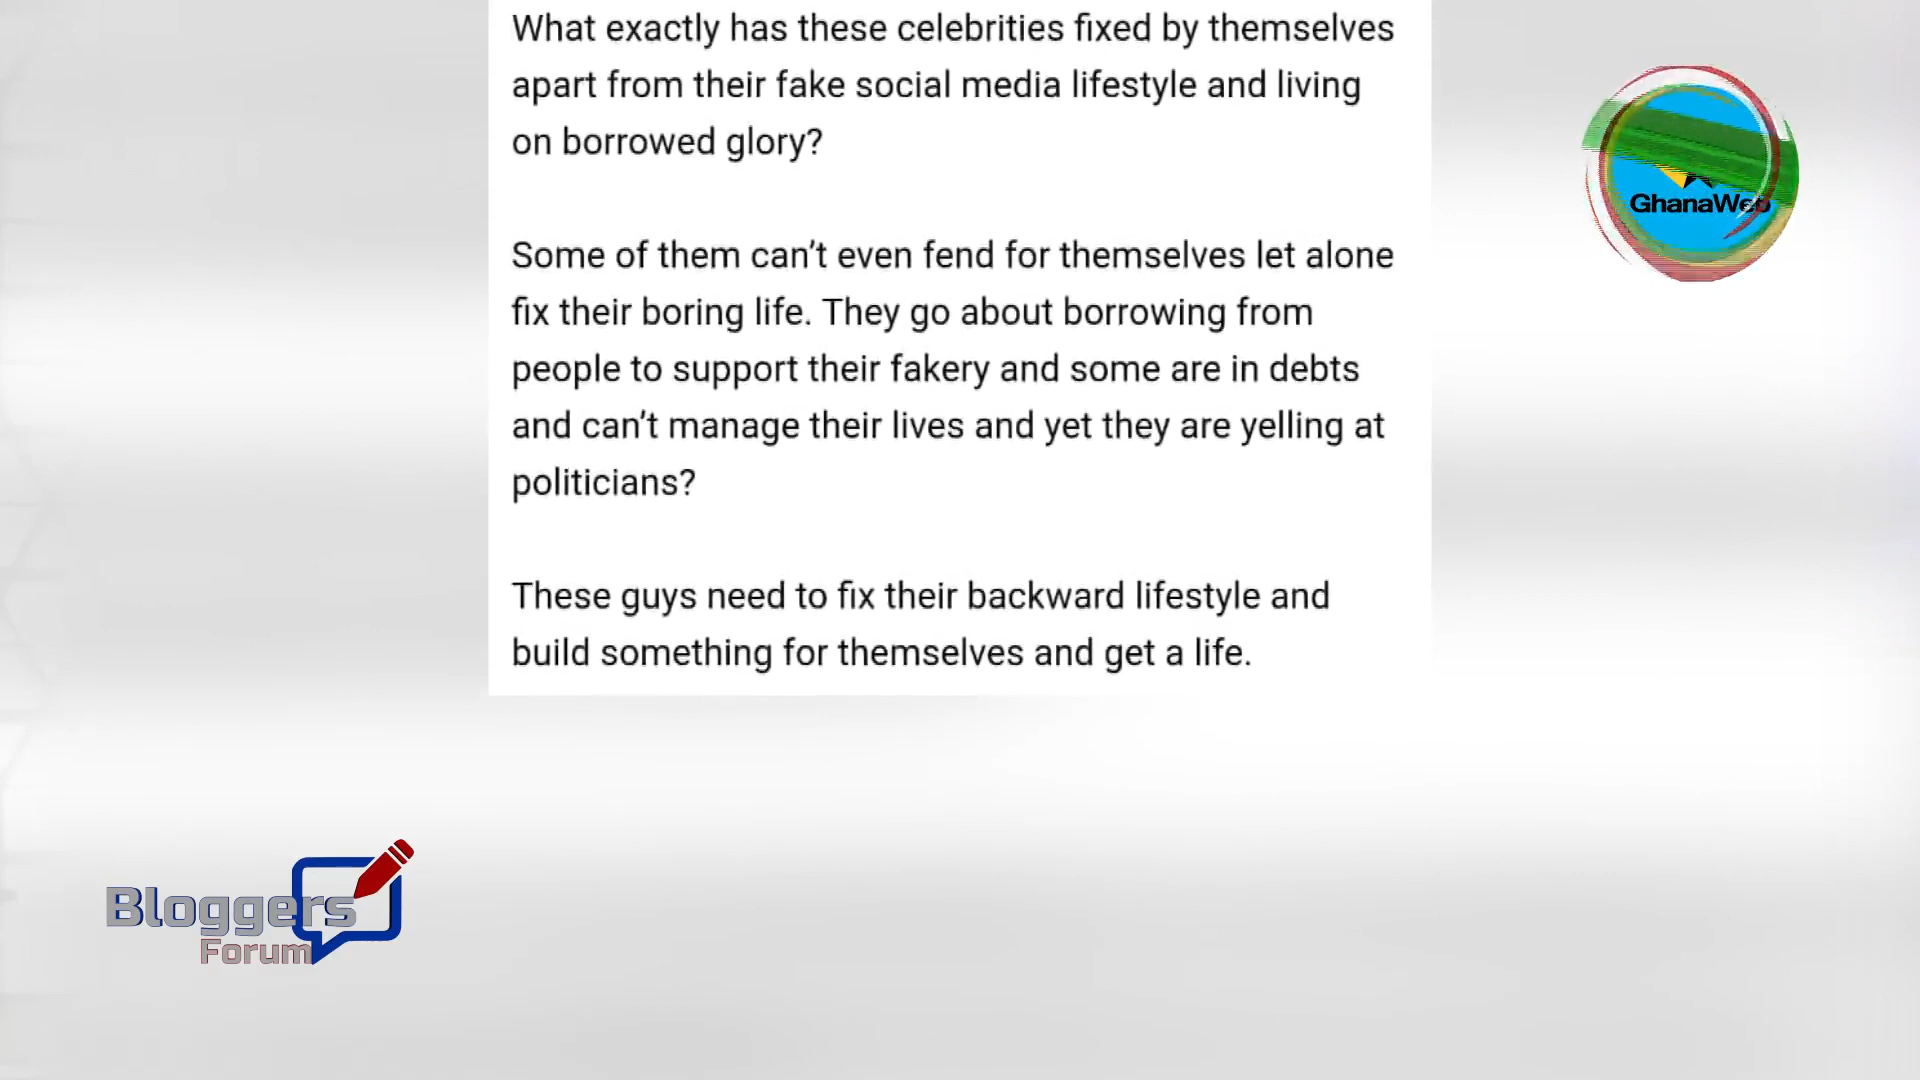 What exactly has these celebrities fixed by themselves
apart from their fake social media lifestyle and living
on borrowed glory?
Some of them can't even fend for themselves let alone
fix their boring life. They go about borrowing from
people to support their fakery and some are in debts
and can't manage their lives and yet they are yelling at
politicians?
These guys need to fix their backward lifestyle and
build something for themselves and get a life.
GhanaWeb
Bloggers
Forum